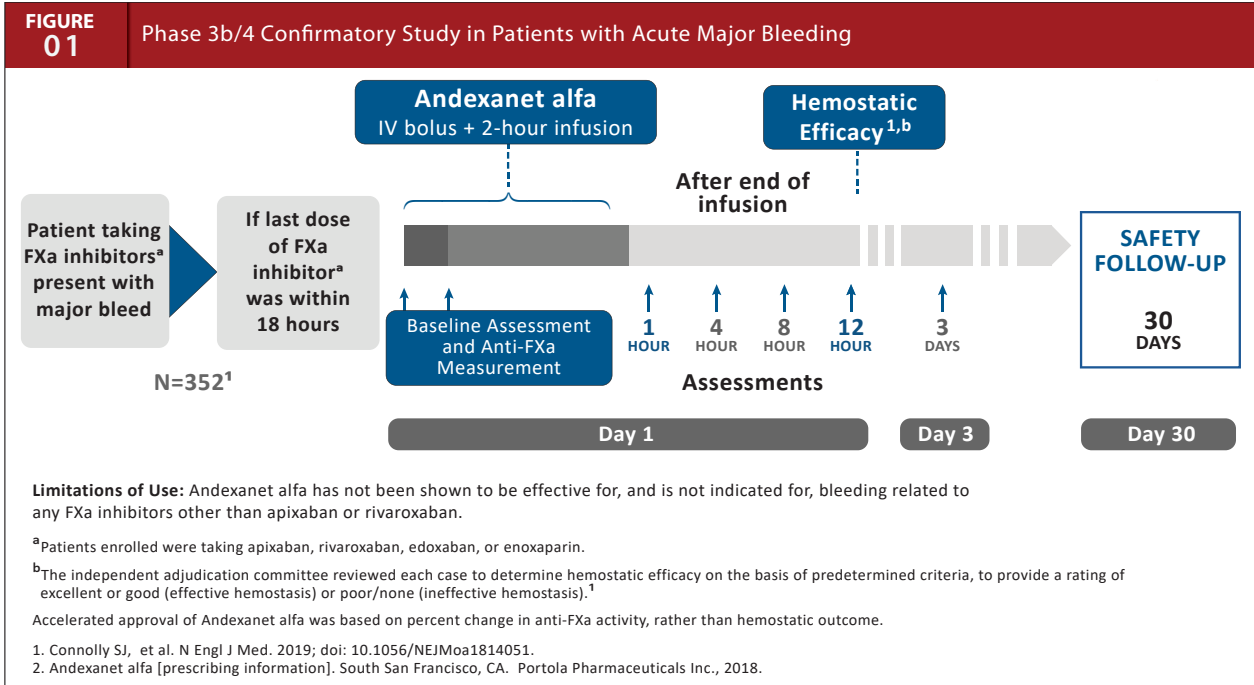 FIGURE
01
Phase 3b/4 Confirmatory Study in Patients with Acute Major Bleeding
Andexanet alfa
IV bolus + 2-hour infusion
Hemostatic
Efficacy¹,ᵇ
After end of
infusion
Patient taking
FXa inhibitorsᵃ
present with
major bleed
If last dose
of FXa
inhibitorᵃ
was within
18 hours
N=352¹
Baseline Assessment
and Anti-FXa
Measurement
1
HOUR
4
HOUR
8
HOUR
12
HOUR
3
DAYS
Assessments
SAFETY
FOLLOW-UP
30
DAYS
Day 1
Day 3
Day 30
Limitations of Use: Andexanet alfa has not been shown to be effective for, and is not indicated for, bleeding related to
any FXa inhibitors other than apixaban or rivaroxaban.
ᵃPatients enrolled were taking apixaban, rivaroxaban, edoxaban, or enoxaparin.
ᵇThe independent adjudication committee reviewed each case to determine hemostatic efficacy on the basis of predetermined criteria, to provide a rating of
excellent or good (effective hemostasis) or poor/none (ineffective hemostasis).¹
Accelerated approval of Andexanet alfa was based on percent change in anti-FXa activity, rather than hemostatic outcome.
1. Connolly SJ, et al. N Engl J Med. 2019; doi: 10.1056/NEJMoa1814051.
2. Andexanet alfa [prescribing information]. South San Francisco, CA. Portola Pharmaceuticals Inc., 2018.